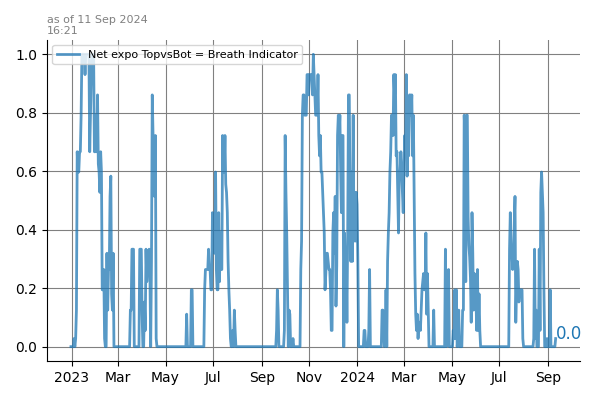 as of 11 Sep 2024
16:21
Net expo TopvsBot = Breath Indicator
1.0
0.8
0.6
0.4
0.2
0.0
0.0
2023 Mar May Jul Sep Nov 2024 Mar May Jul Sep